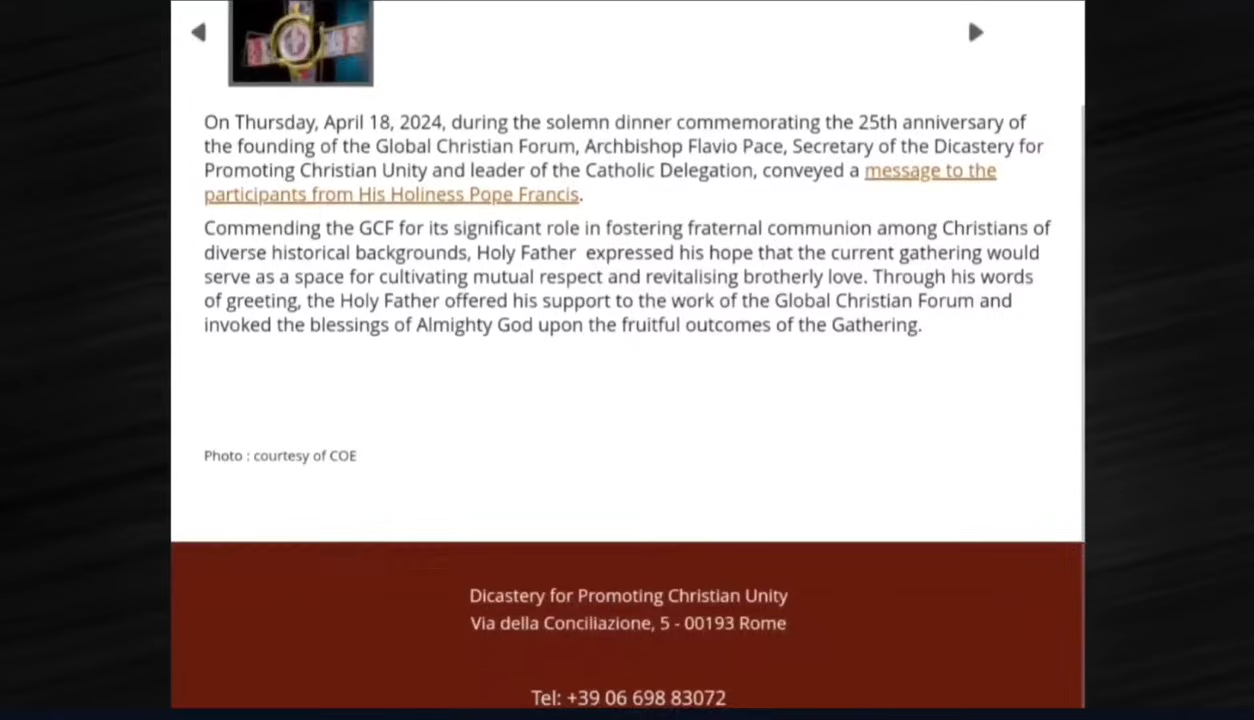 On Thursday, April 18, 2024, during the solemn dinner commemorating the 25th anniversary of
the founding of the Global Christian Forum, Archbishop Flavio Pace, Secretary of the Dicastery for
Promoting Christian Unity and leader of the Catholic Delegation, conveyed a message to the
participants from His Holiness Pope Francis.
Commending the GCF for its significant role in fostering fraternal communion among Christians of
diverse historical backgrounds, Holy Father expressed his hope that the current gathering would
serve as a space for cultivating mutual respect and revitalising brotherly love. Through his words
of greeting, the Holy Father offered his support to the work of the Global Christian Forum and
invoked the blessings of Almighty God upon the fruitful outcomes of the Gathering.
Photo : courtesy of COE
Dicastery for Promoting Christian Unity
Via della Conciliazione, 5 - 00193 Rome
Tel: +39 06 698 83072